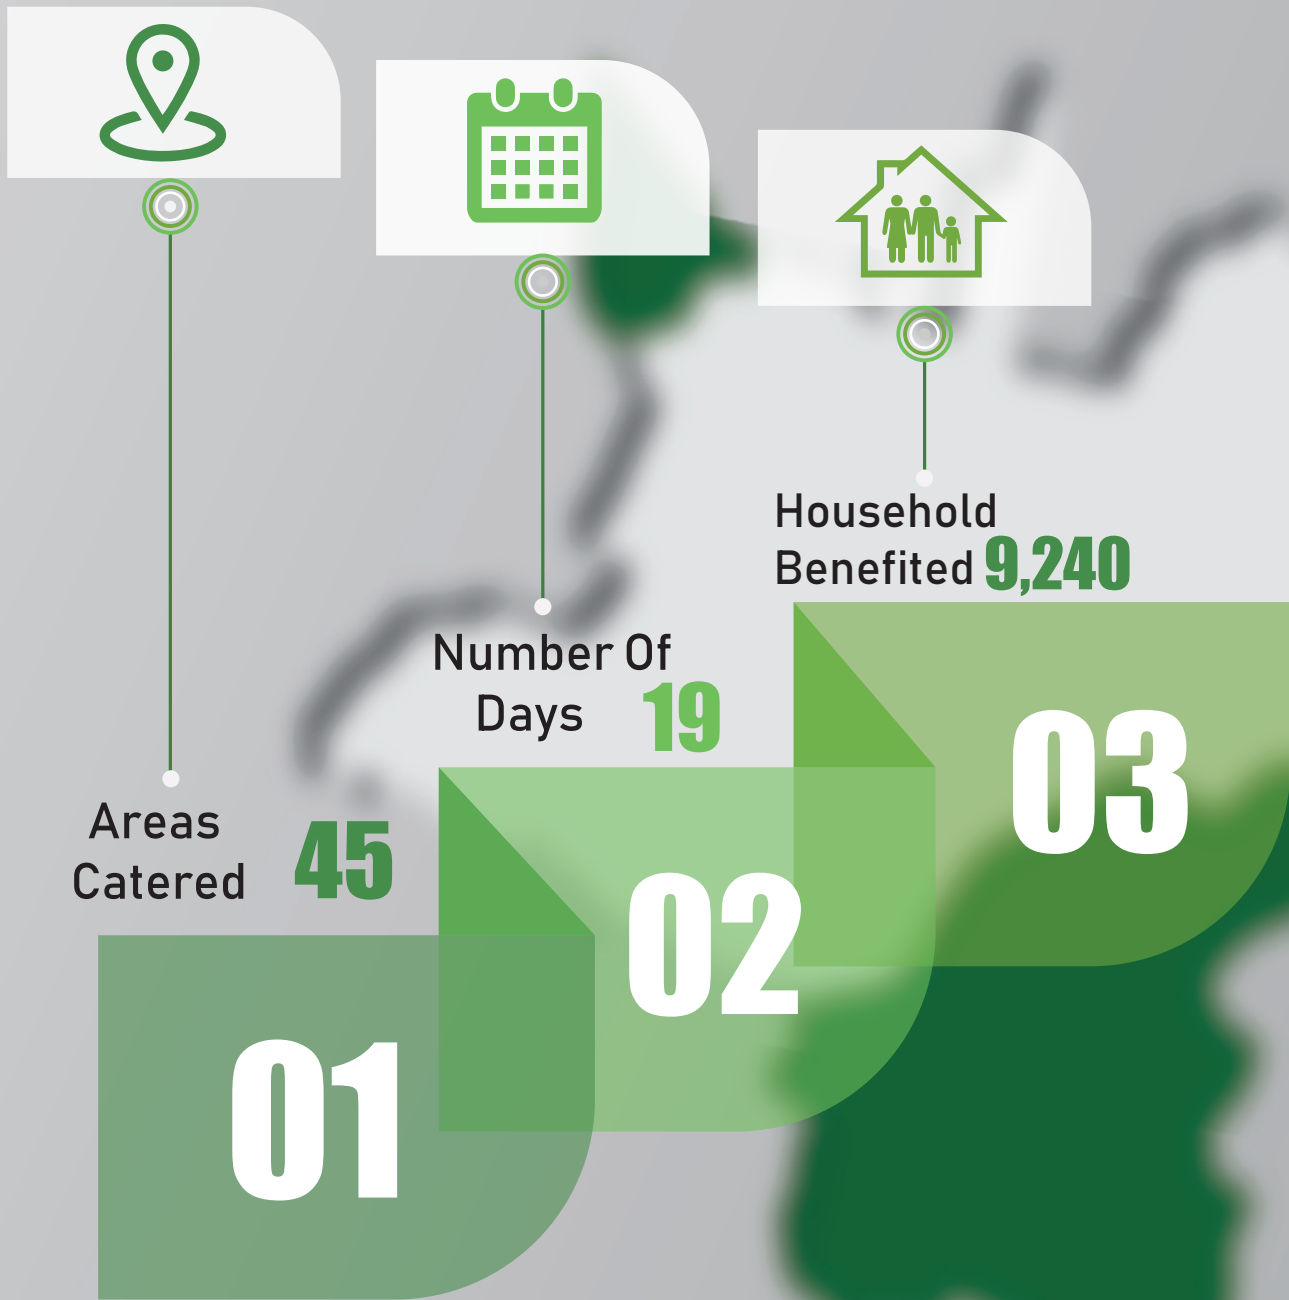 Household
Benefited 9,240
Number Of
Days 19
03
Areas
Catered 45
02
01